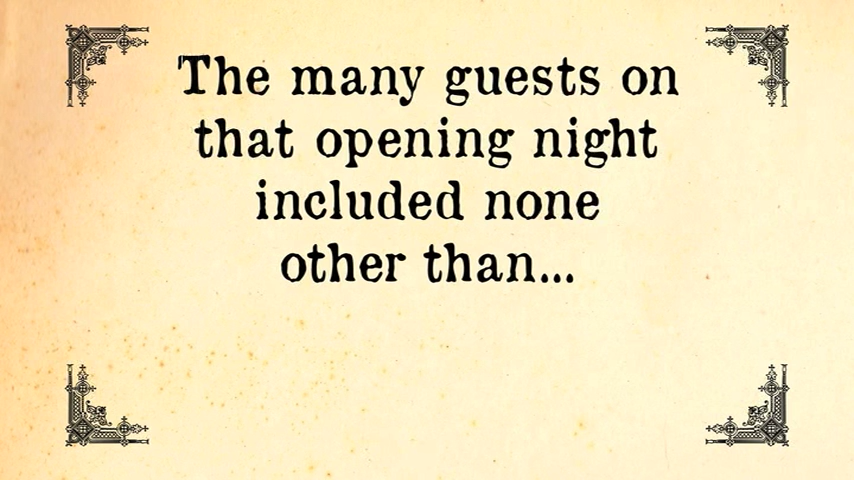 The many guests on
that opening night
included none
other than...